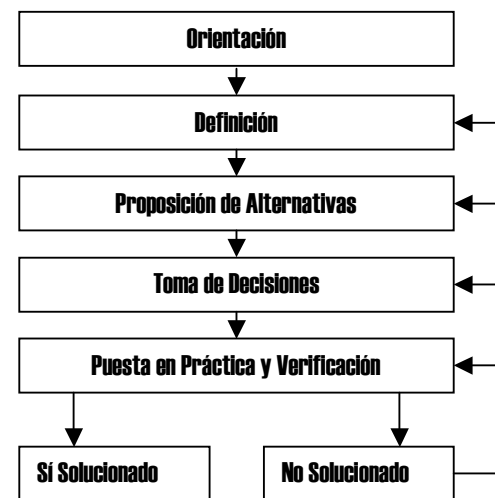 Orientación
Definición
Proposición de Alternativas
Toma de Decisiones
Puesta en Práctica y Verificación
Sí Solucionado
No Solucionado